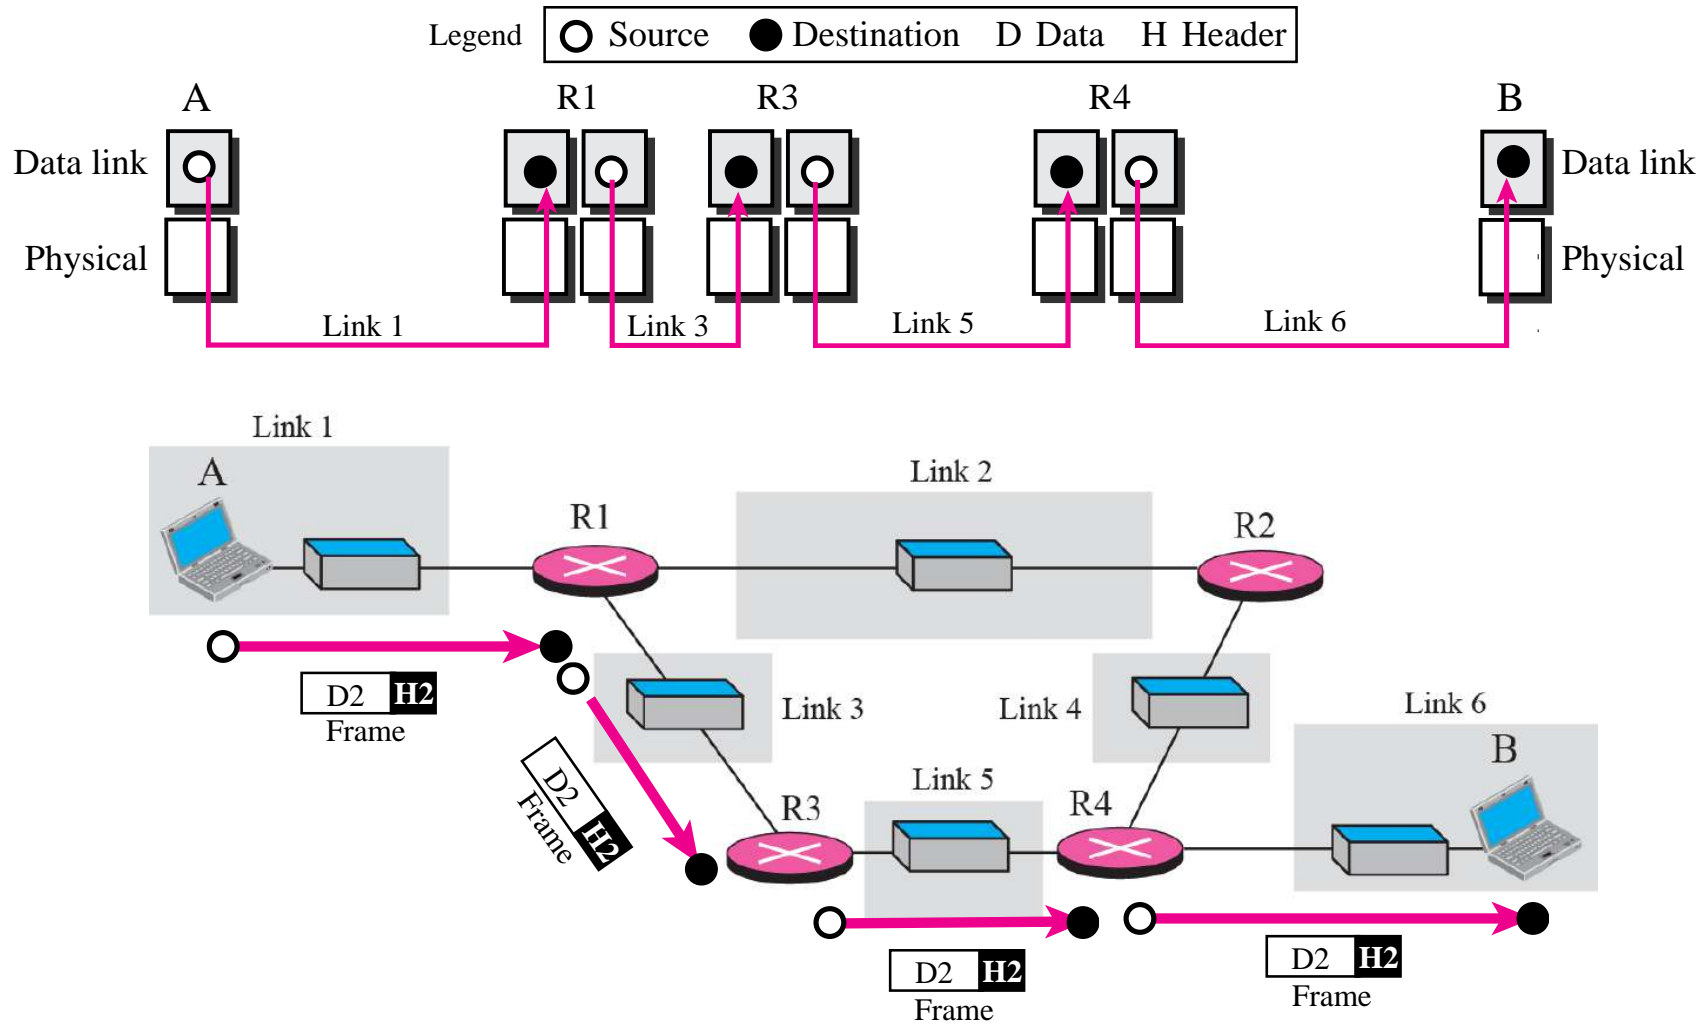 Legend Source Destination D Data H Header
A R1 R3 R4 B
Data link Data link
Physical Physical
Link 1 Link 3 Link 5 Link 6
Link 1
A
Link 2
R1
R2
D2 H2
Frame
Link 3
Link 4
Link 6
B
D2 H2
Frame
Link 5
R3
R4
D2 H2
Frame
D2 H2
Frame